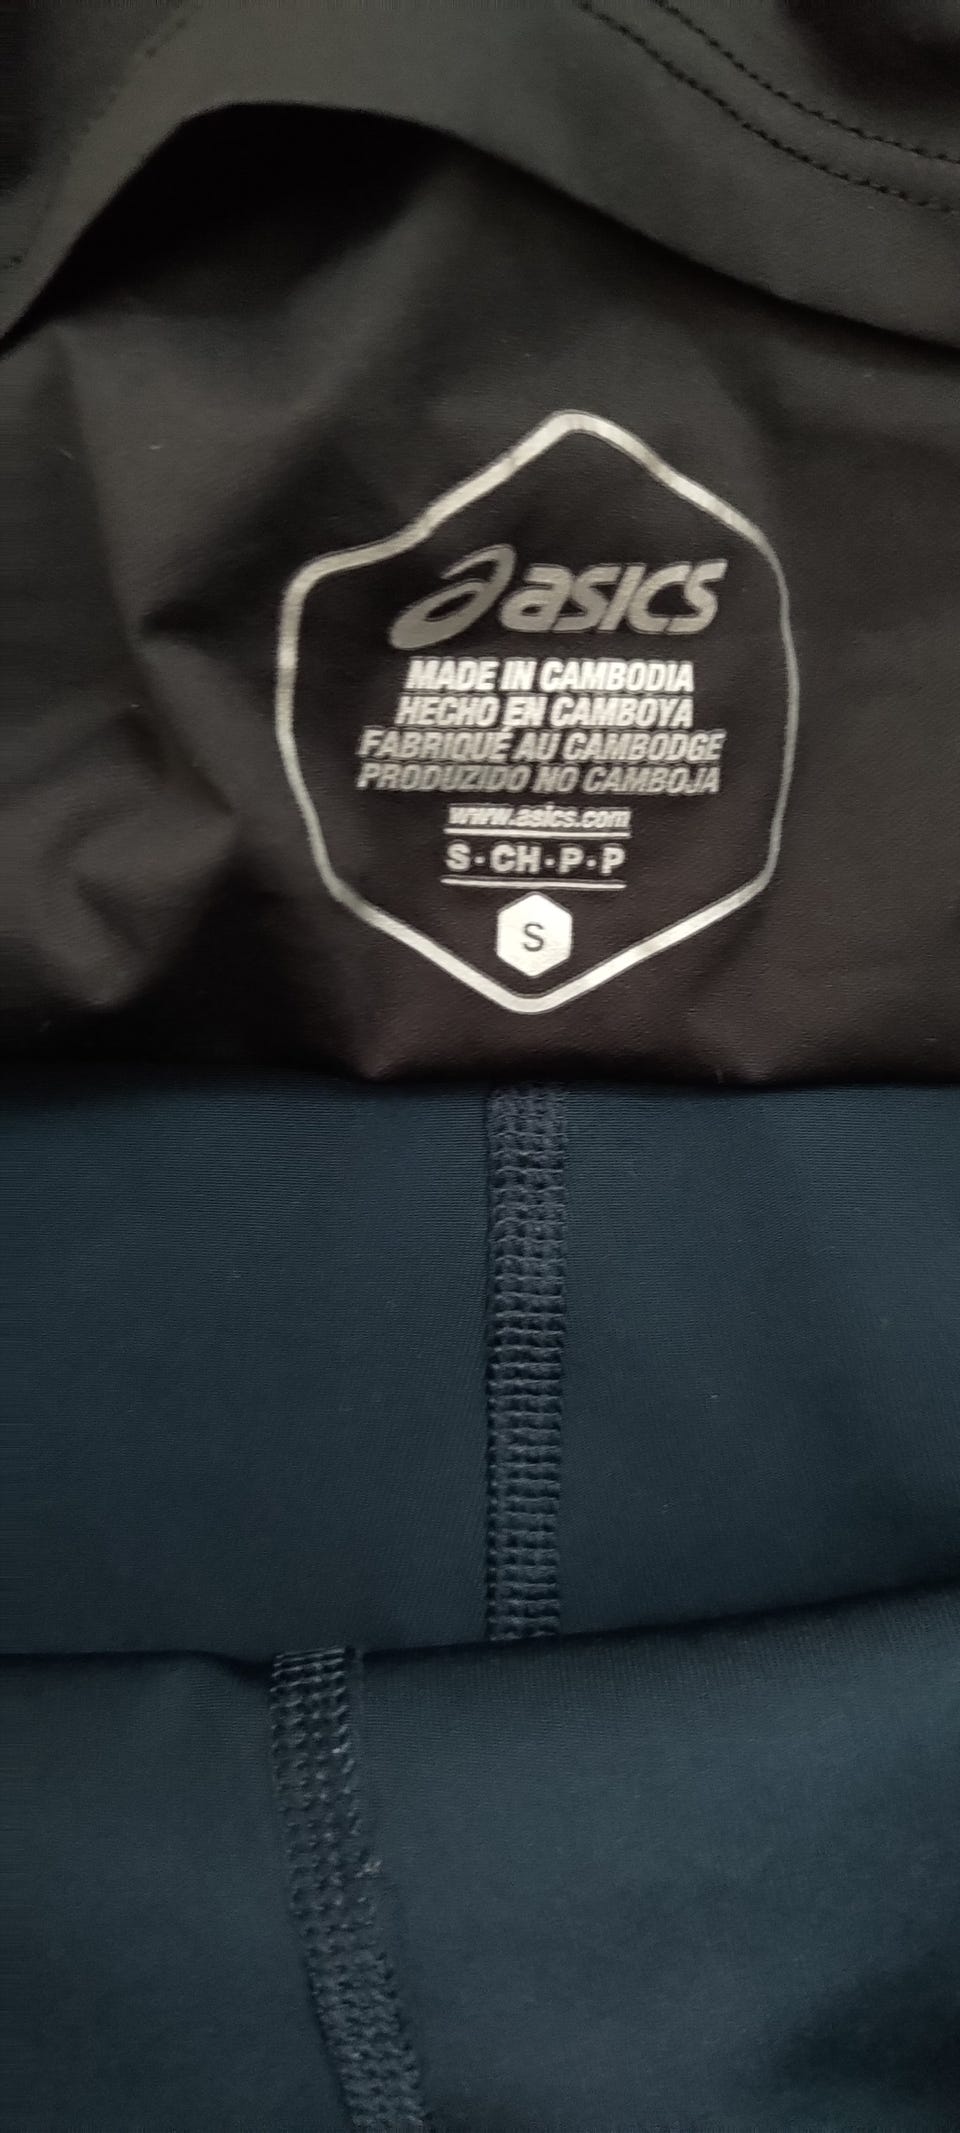 asics
MADE IN CAMBODIA
HECHO EN CAMBOYA
FABRIQUÉ AU CAMBODGE
PRODUZIDO NO CAMBOJA
www.asics.com
S·CH·P·P
S